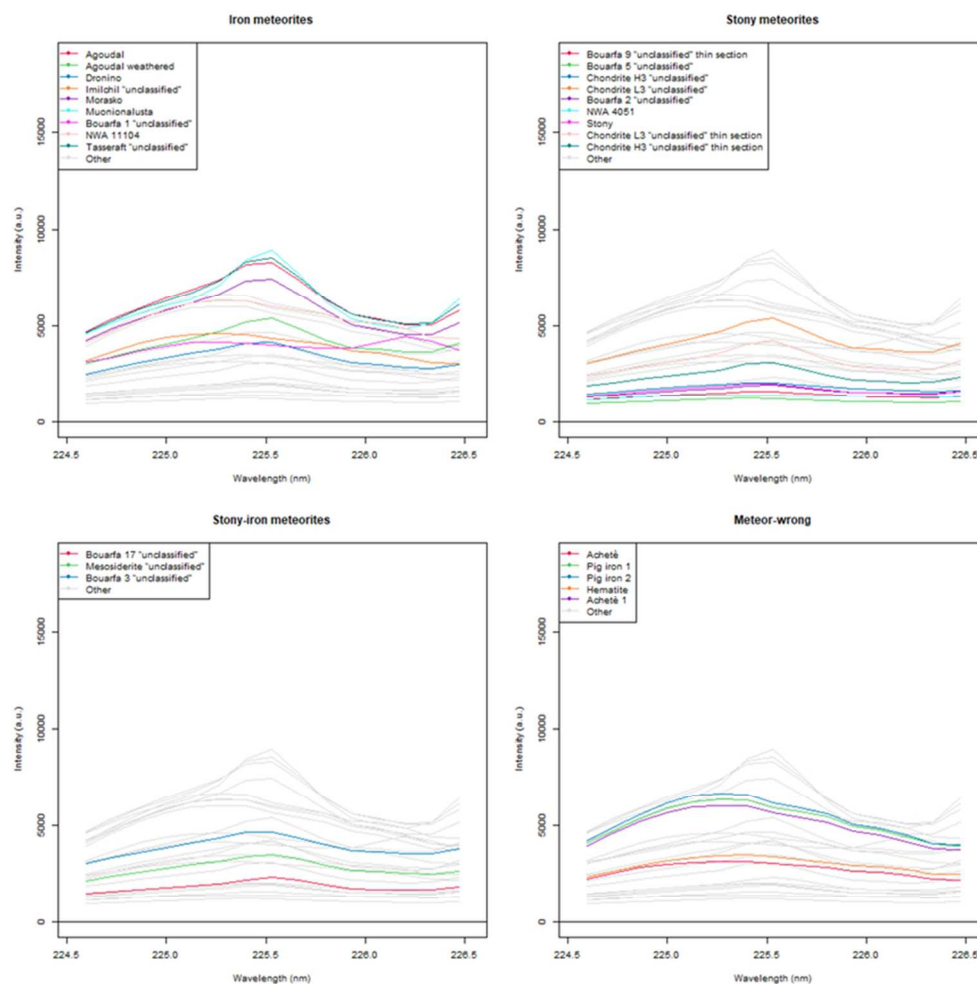 Iron meteorites
Agoudal
Agoudal weathered
Dronino
Imilchil "unclassified"
Morasko
Muonionalusta
Bouarfa 1 "unclassified"
NWA 11104
Tasseraft "unclassified"
Other
Intensity (a.u.)
15000
10000
5000
0
224.5 225.0 225.5 226.0 226.5
Wavelength (nm)
Stony meteorites
Bouarfa 9 "unclassified" thin section
Bouarfa 5 "unclassified"
Chondrite H3 "unclassified"
Chondrite L3 "unclassified"
Bouarfa 2 "unclassified"
NWA 4051
Stony
Chondrite L3 "unclassified" thin section
Chondrite H3 "unclassified" thin section
Other
Intensity (a.u.)
15000
10000
5000
0
224.5 225.0 225.5 226.0 226.5
Wavelength (nm)
Stony-iron meteorites
Bouarfa 17 "unclassified"
Mesosiderite "unclassified"
Bouarfa 3 "unclassified"
Other
Intensity (a.u.)
15000
10000
5000
0
224.5 225.0 225.5 226.0 226.5
Wavelength (nm)
Meteor-wrong
Achetè
Pig iron 1
Pig iron 2
Hematite
Achetè 1
Other
Intensity (a.u.)
15000
10000
5000
0
224.5 225.0 225.5 226.0 226.5
Wavelength (nm)